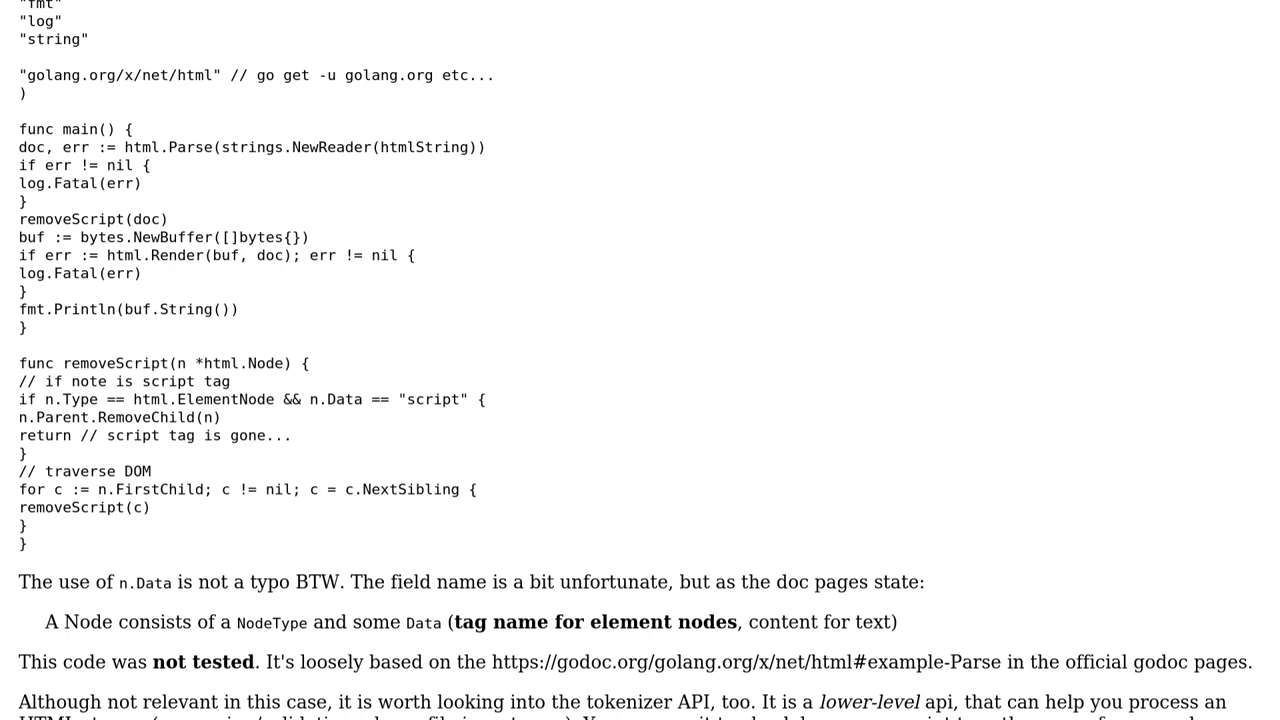 "fmt"
"log"
"string"
"golang.org/x/net/html" // go get -u golang.org etc...
)
func main() {
doc, err := html.Parse(strings.NewReader(htmlString))
if err != nil {
log.Fatal(err)
}
removeScript(doc)
buf := bytes.NewBuffer([]bytes{})
if err := html.Render(buf, doc); err != nil {
log.Fatal(err)
}
fmt.Println(buf.String())
}
func removeScript(n *html.Node) {
// if note is script tag
if n.Type == html.ElementNode && n.Data == "script" {
n.Parent.RemoveChild(n)
return // script tag is gone...
}
// traverse DOM
for c := n.FirstChild; c != nil; c = c.NextSibling {
removeScript(c)
}
}
The use of n.Data is not a typo BTW. The field name is a bit unfortunate, but as the doc pages state:
A Node consists of a NodeType and some Data (tag name for element nodes, content for text)
This code was not tested. It's loosely based on the https://godoc.org/golang.org/x/net/html#example-Parse in the official godoc pages.
Although not relevant in this case, it is worth looking into the tokenizer API, too. It is a lower-level api, that can help you process an